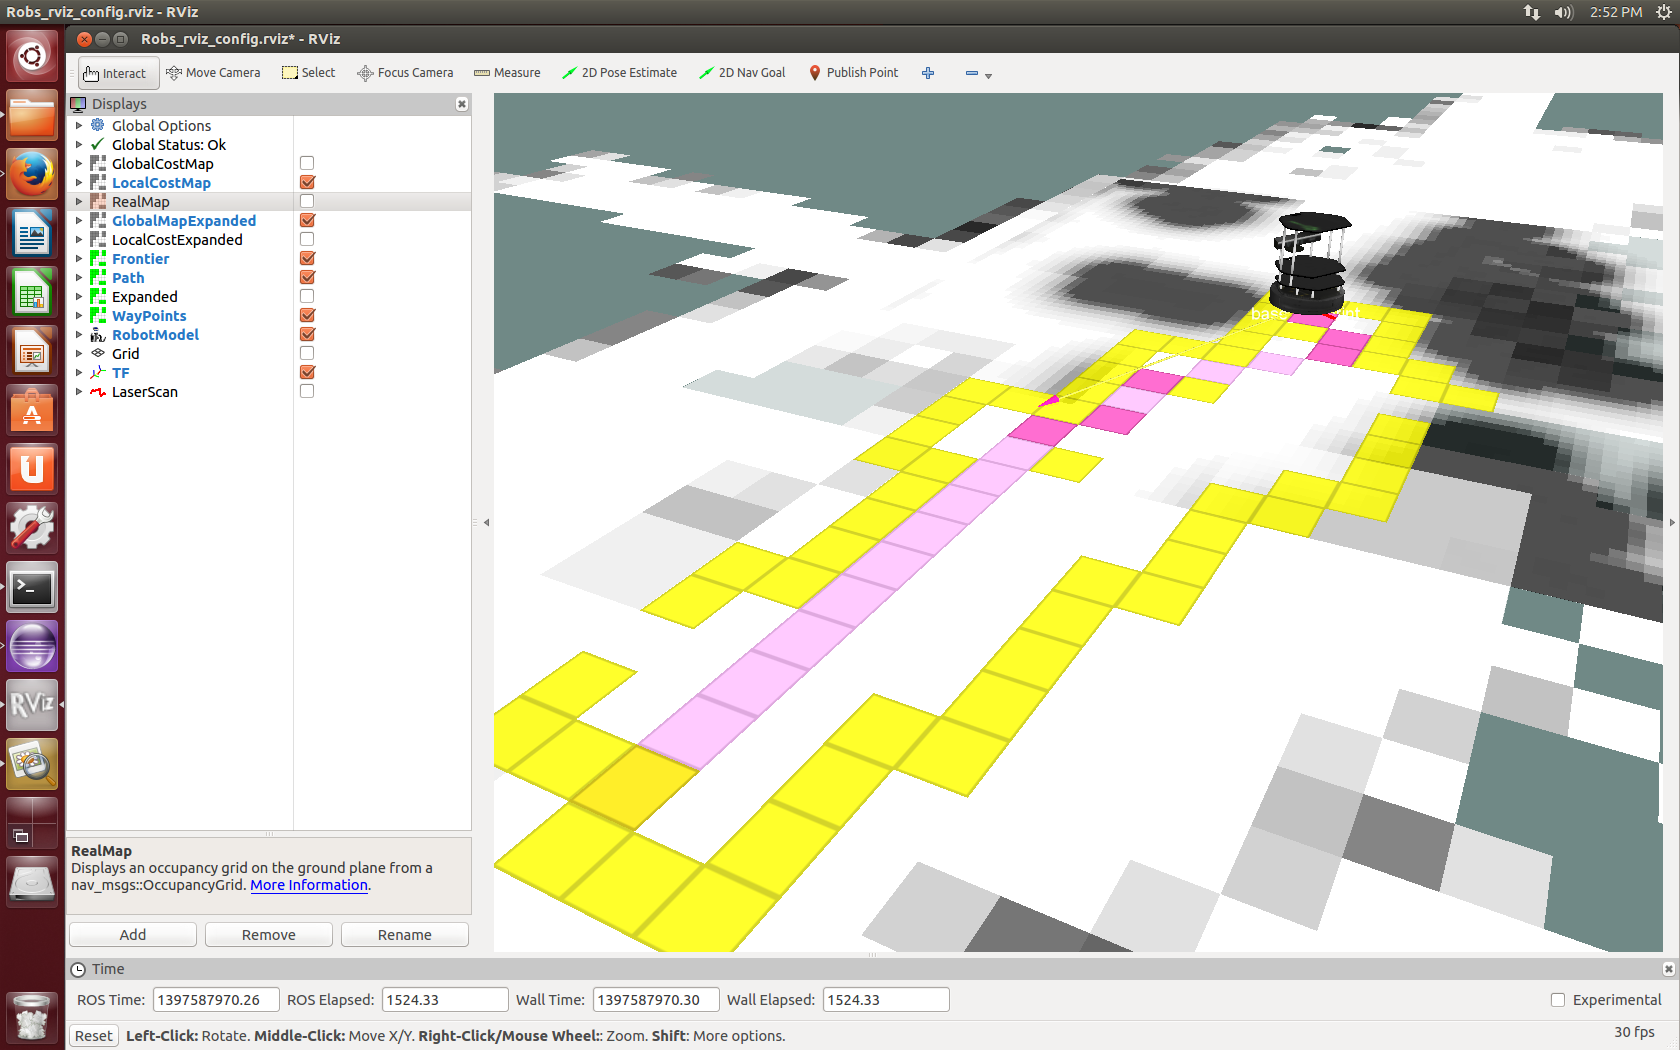 Robs_rviz_config.rviz - RViz
2:52 PM
Robs_rviz_config.rviz* - RViz
Interact Move Camera Select Focus Camera Measure 2D Pose Estimate 2D Nav Goal Publish Point
Displays
Global Options
Global Status: Ok
GlobalCostMap
LocalCostMap
RealMap
GlobalMapExpanded
LocalCostExpanded
Frontier
Path
Expanded
WayPoints
RobotModel
Grid
TF
LaserScan
RViz
RealMap
Displays an occupancy grid on the ground plane from a
nav_msgs::OccupancyGrid. More Information.
Add Remove Rename
Time
ROS Time: 1397587970.26 ROS Elapsed: 1524.33 Wall Time: 1397587970.30 Wall Elapsed: 1524.33 Experimental
Reset Left-Click: Rotate. Middle-Click: Move X/Y. Right-Click/Mouse Wheel:: Zoom. Shift: More options. 30 fps